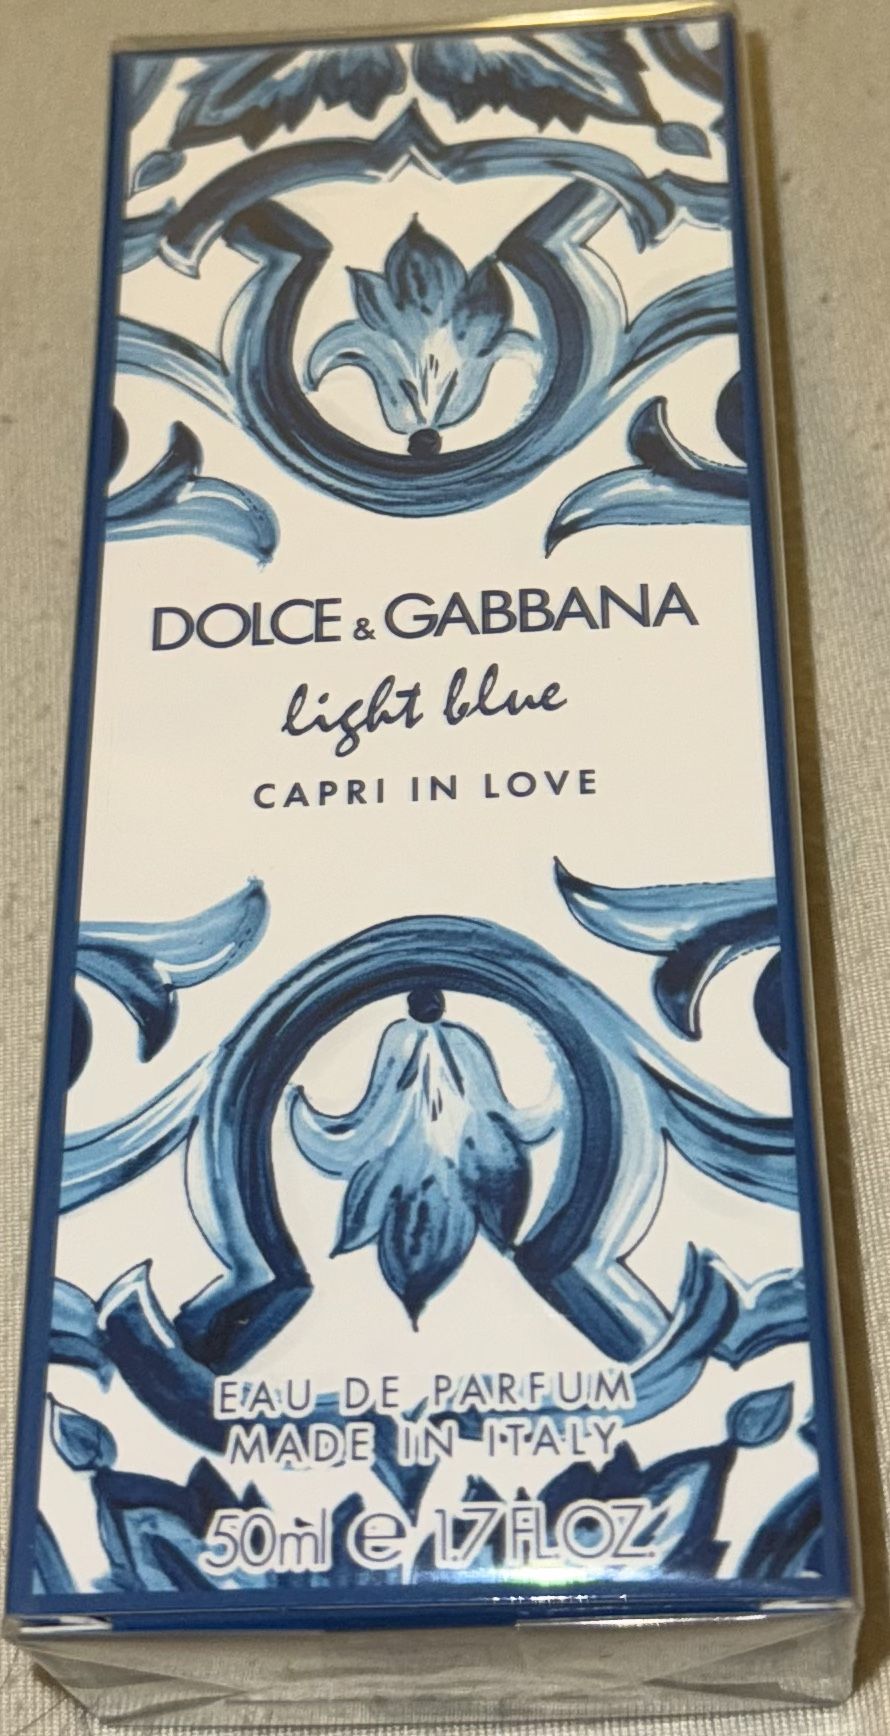 DOLCE & GABBANA
light blue
CAPRI IN LOVE
EAU DE PARFUM
MADE IN ITALY
50ml e 1.7 FL.OZ.